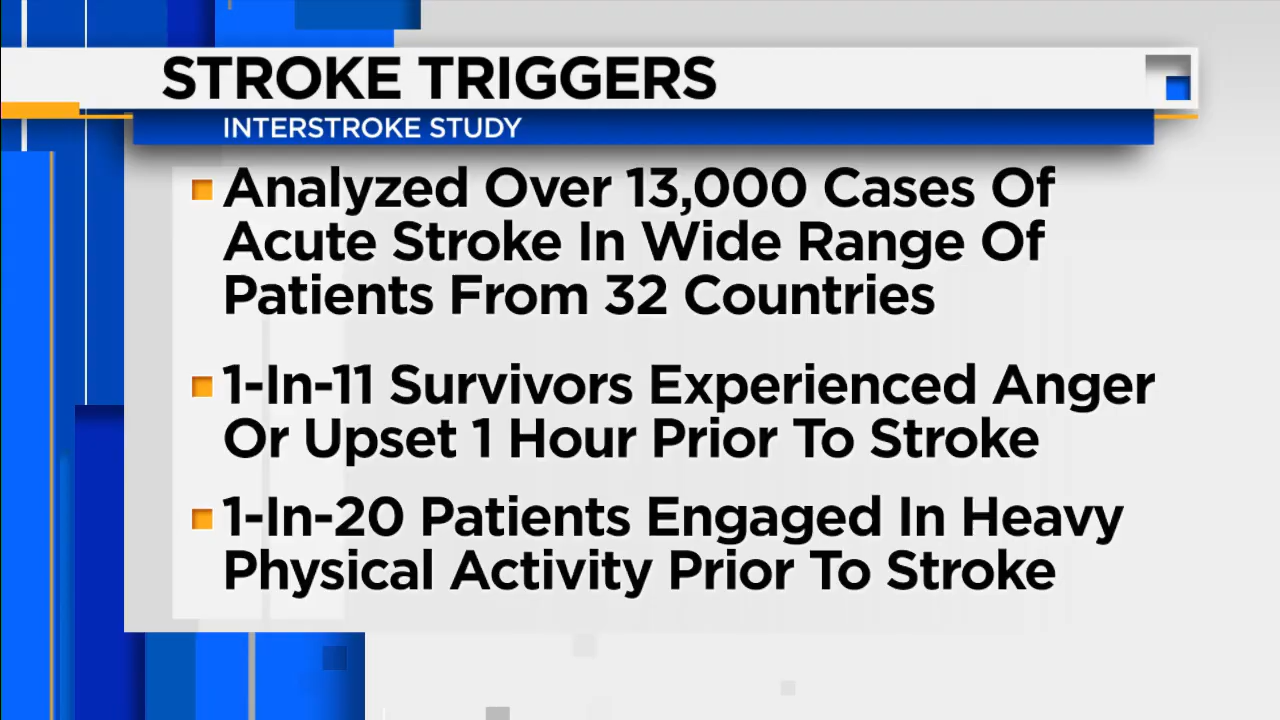 STROKE TRIGGERS
INTERSTROKE STUDY
Analyzed Over 13,000 Cases Of
Acute Stroke In Wide Range Of
Patients From 32 Countries
1-In-11 Survivors Experienced Anger
Or Upset 1 Hour Prior To Stroke
1-In-20 Patients Engaged In Heavy
Physical Activity Prior To Stroke